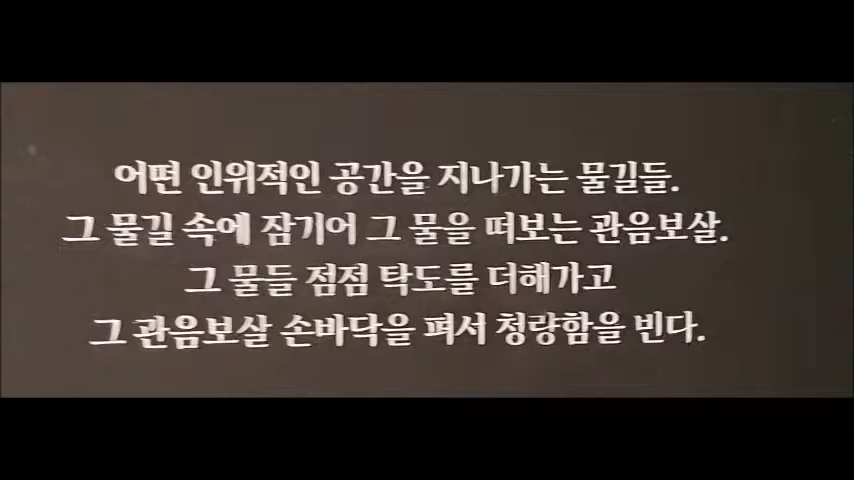 어떤 인위적인 공간을 지나가는 물길들.
그 물길 속에 잠기어 그 물을 떠보는 관음보살.
그 물들 점점 탁도를 더해가고
그 관음보살 손바닥을 펴서 청량함을 빈다.